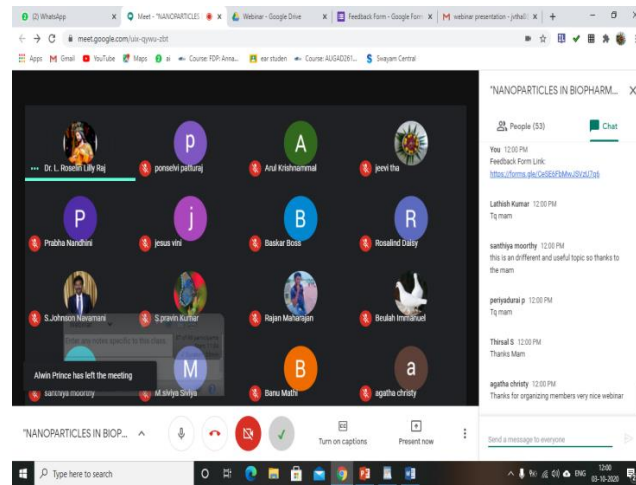 (2) WhatsApp
Meet - "NANOPARTICLES
Webinar - Google Drive
Feedback Form - Google Form
webinar presentation - jvrhall
meet.google.com/uix-qywu-zbt
Apps
Gmail
YouTube
Maps
ai
Course: FDP: Anna...
ear studen
Course: AUGAD261...
Swayam Central
"NANOPARTICLES IN BIOPHARM...
People (53)
Chat
You 12:00 PM
Feedback Form Link:
Lathish Kumar 12:00 PM
Tq mam
santhiya moorthy 12:00 PM
this is an drifferent and useful topic so thanks to
the mam
periyadurai p 12:00 PM
Tq mam
Thirsal S 12:00 PM
Thanks Mam
agatha christy 12:00 PM
Thanks for organizing members very nice webinar
Send a message to everyone
Dr. L. Roselin Lilly Raj
p
ponselvi patturaj
A
Arul Krishnammal
jeevi tha
P
Prabha Nandhini
j
jesus vini
B
Baskar Boss
R
Rosalind Daisy
S.Johnson Navamani
S.pravin Kumar
Rajan Maharajan
Beulah Immanuel
Alwin Prince has left the meeting
santhiya moorthy
M
M.siviya Siviya
B
Banu Mathi
a
agatha christy
"NANOPARTICLES IN BIOP...
Turn on captions
Present now
Type here to search
ENG
12:00
03-10-2020